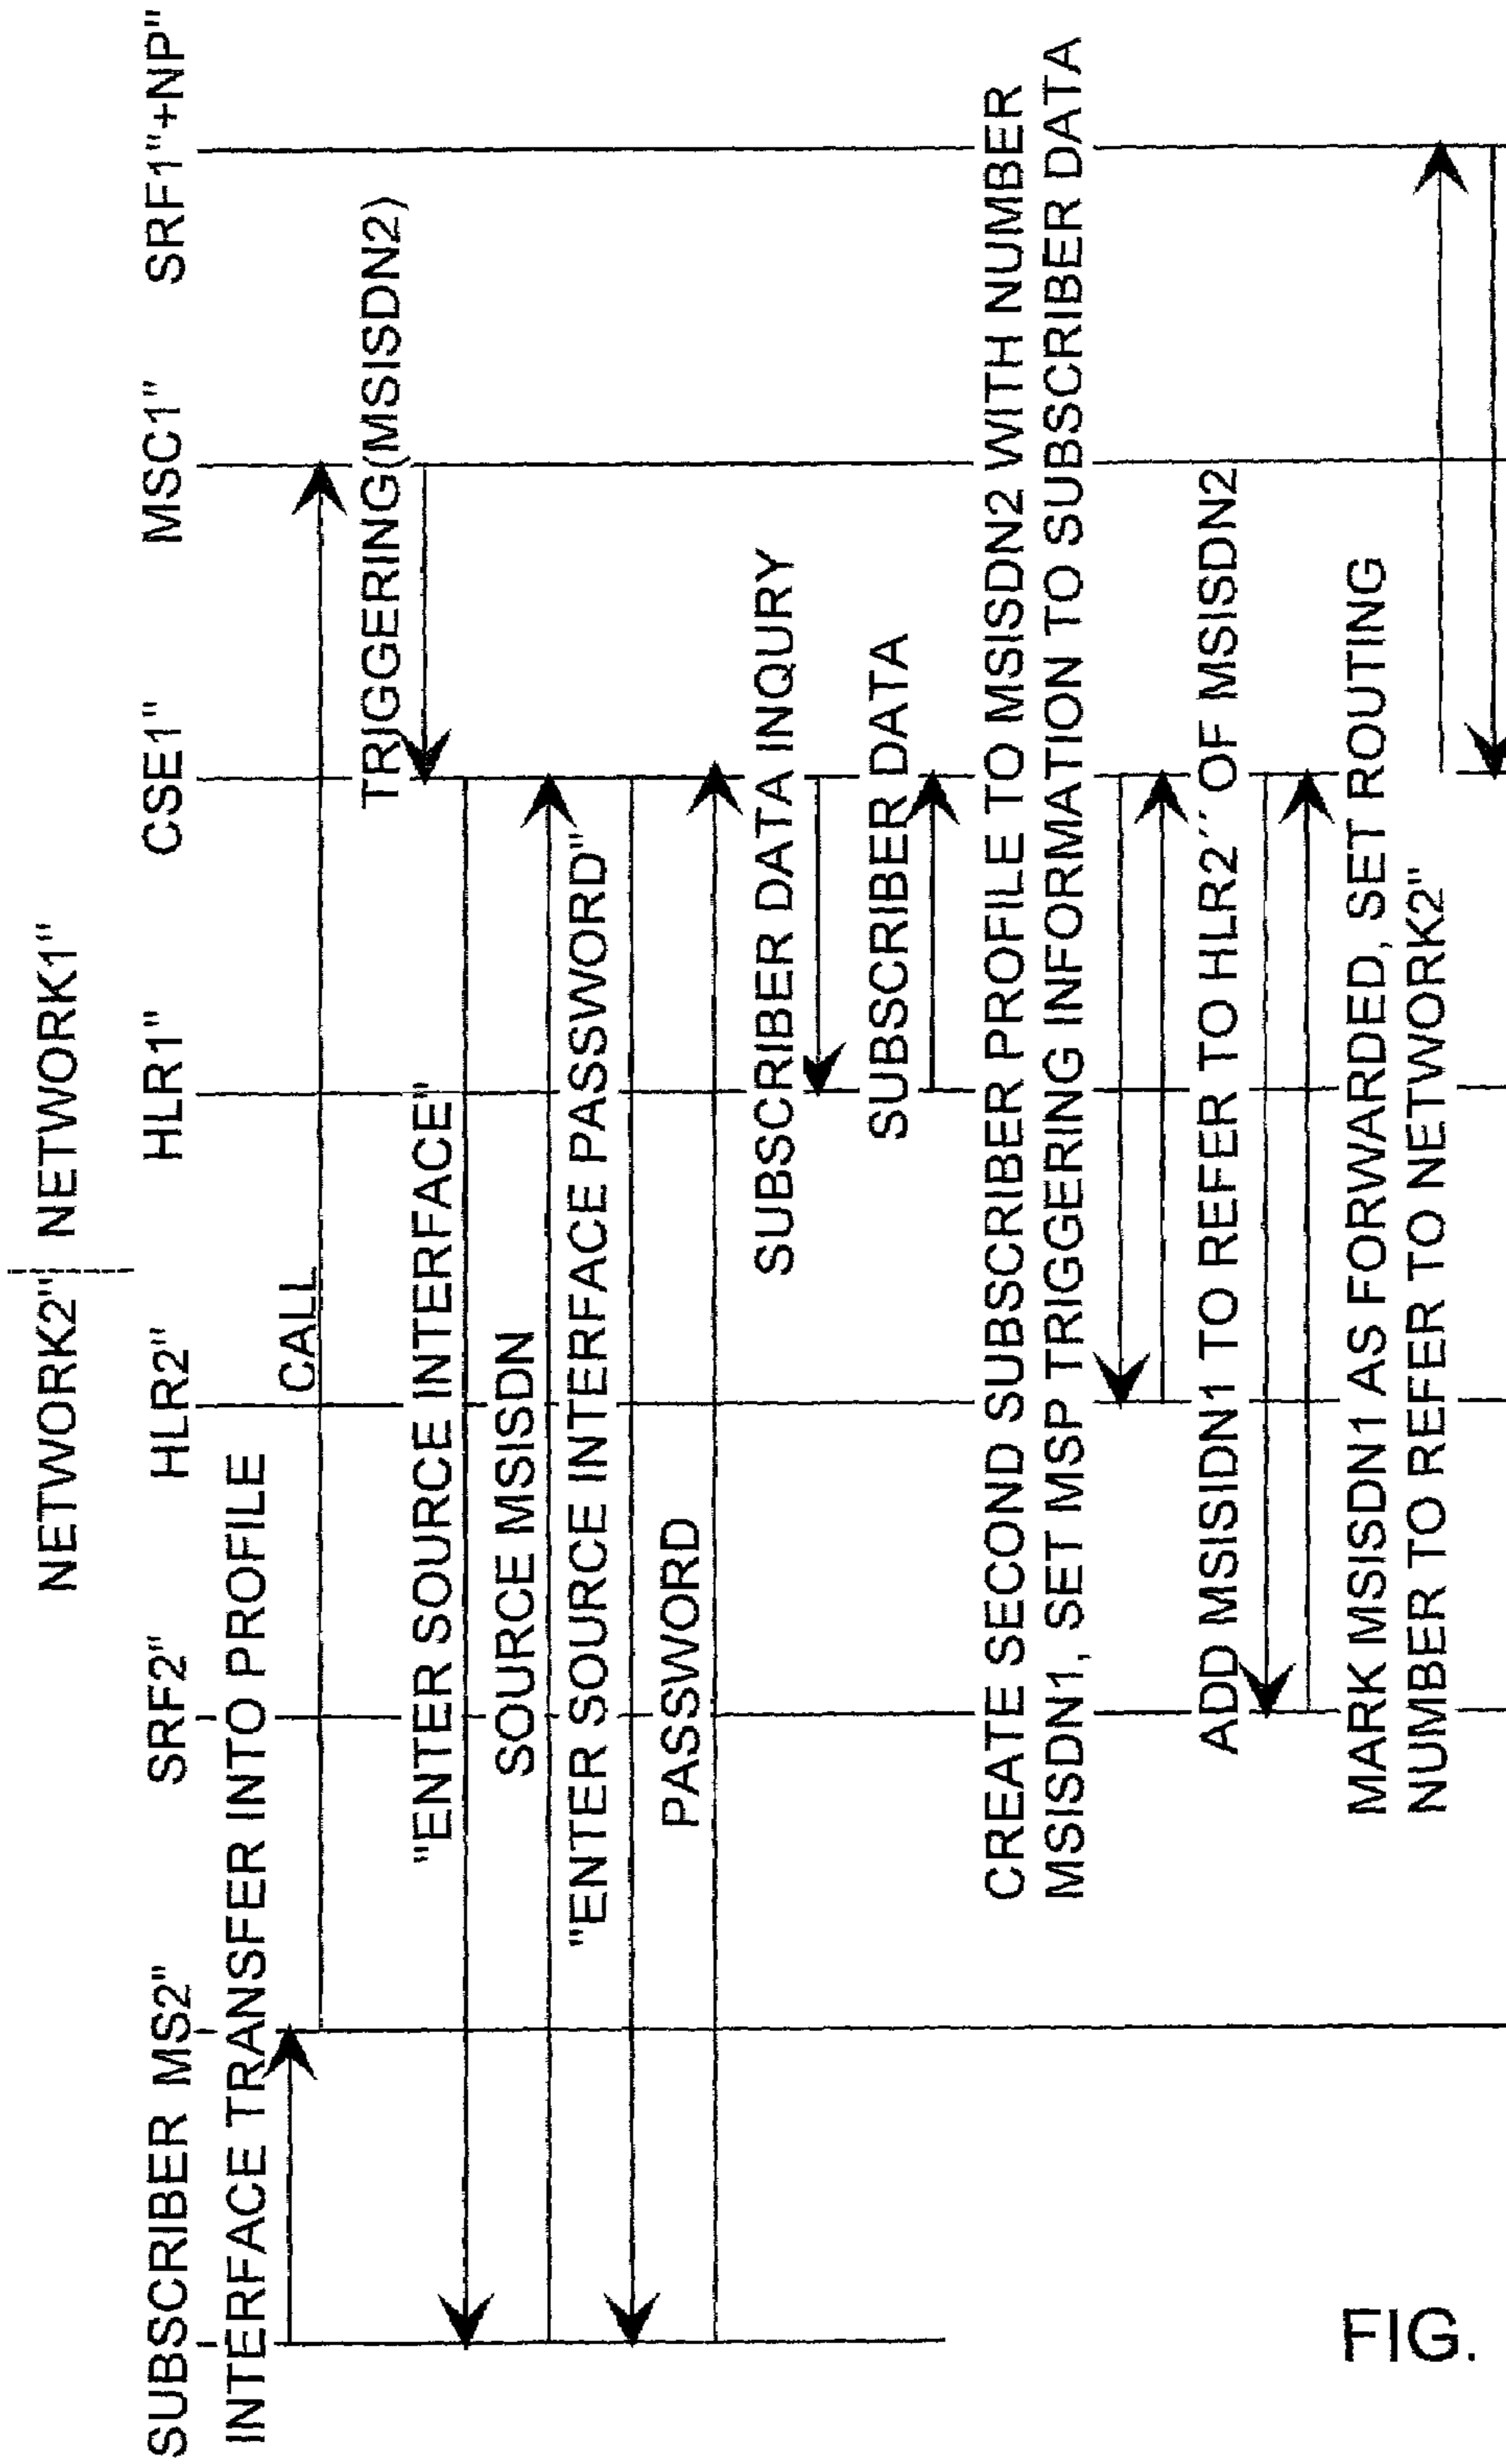 NETWORK2" NETWORK1"
SUBSCRIBER MS2" SRF2" HLR2" HLR1" CSE1" MSC1" SRF1"+NP"
INTERFACE TRANSFER INTO PROFILE
CALL
TRIGGERING(MSISDN2)
"ENTER SOURCE INTERFACE"
SOURCE MSISDN
"ENTER SOURCE INTERFACE PASSWORD"
PASSWORD
SUBSCRIBER DATA INQURY
SUBSCRIBER DATA
CREATE SECOND SUBSCRIBER PROFILE TO MSISDN2 WITH NUMBER
MSISDN1, SET MSP TRIGGERING INFORMATION TO SUBSCRIBER DATA
ADD MSISDN1 TO REFER TO HLR2'' OF MSISDN2
MARK MSISDN1 AS FORWARDED, SET ROUTING
NUMBER TO REFER TO NETWORK2"
FIG.